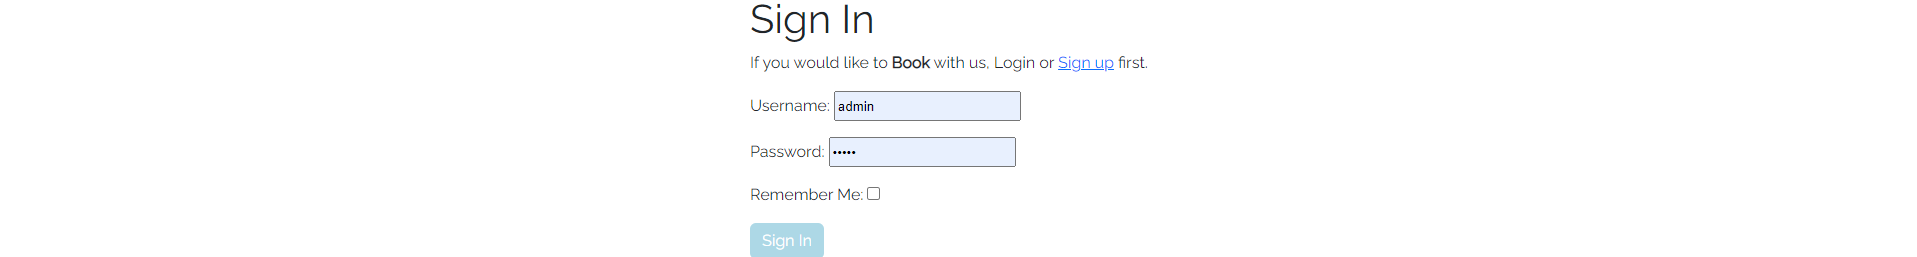 Sign In
If you would like to Book with us, Login or Sign up first.
Username: admin
Password: •••••
Remember Me:
Sign In